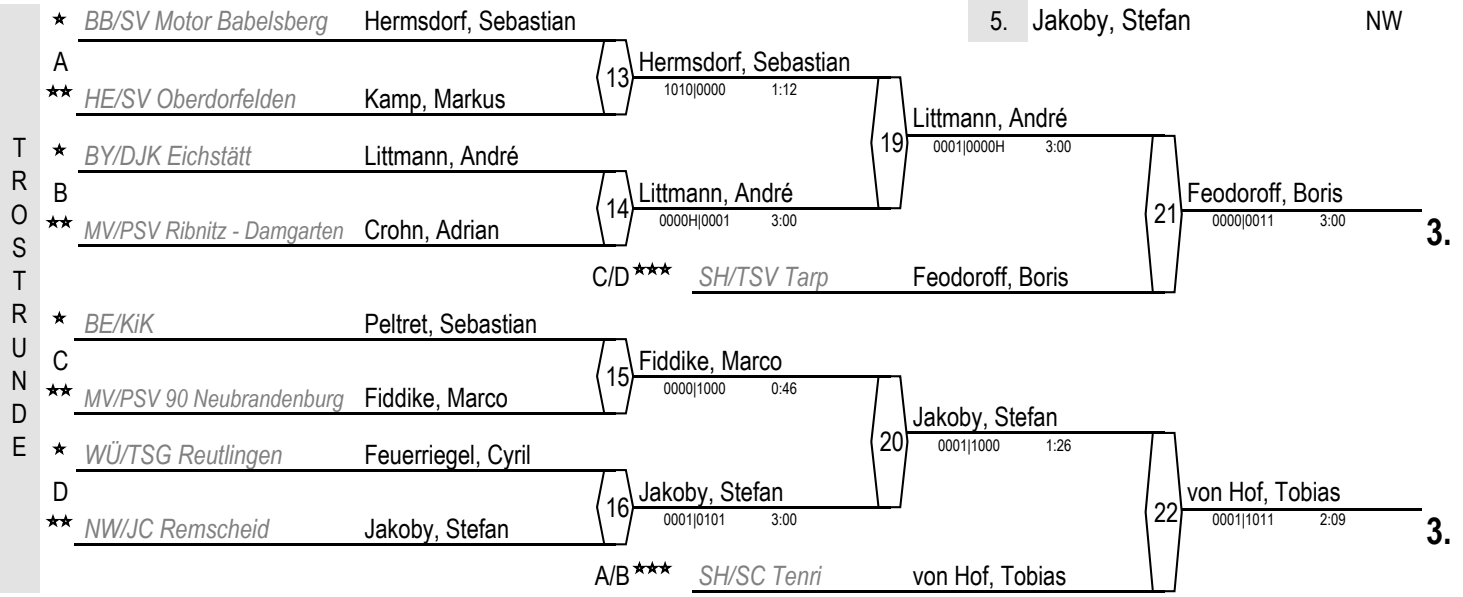 ★ BB/SV Motor Babelsberg Hermsdorf, Sebastian
5. Jakoby, Stefan NW
A
13 Hermsdorf, Sebastian
1010|0000 1:12
★★ HE/SV Oberdorfelden Kamp, Markus
19 Littmann, André
0001|0000H 3:00
TROSTRUNDE
★ BY/DJK Eichstätt Littmann, André
B
14 Littmann, André
0000H|0001 3:00
21 Feodoroff, Boris
0000|0011 3:00
3.
★★ MV/PSV Ribnitz - Damgarten Crohn, Adrian
C/D ★★★ SH/TSV Tarp Feodoroff, Boris
★ BE/KiK Peltret, Sebastian
C
15 Fiddike, Marco
0000|1000 0:46
★★ MV/PSV 90 Neubrandenburg Fiddike, Marco
20 Jakoby, Stefan
0001|1000 1:26
★ WÜ/TSG Reutlingen Feuerriegel, Cyril
D
16 Jakoby, Stefan
0001|0101 3:00
22 von Hof, Tobias
0001|1011 2:09
3.
★★ NW/JC Remscheid Jakoby, Stefan
A/B ★★★ SH/SC Tenri von Hof, Tobias